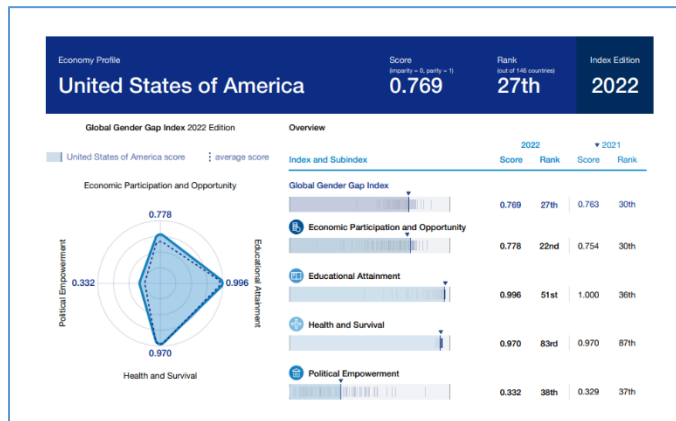 Economy Profile
United States of America
Score
(imparity = 0, parity = 1)
0.769
Rank
(out of 146 countries)
27th
Index Edition
2022
Global Gender Gap Index 2022 Edition
United States of America score
average score
Economic Participation and Opportunity
0.778
Political Empowerment
0.332
0.996
Educational Attainment
0.970
Health and Survival
Overview
2022 2021
Index and Subindex Score Rank Score Rank
Global Gender Gap Index
0.769 27th 0.763 30th
Economic Participation and Opportunity
0.778 22nd 0.754 30th
Educational Attainment
0.996 51st 1.000 36th
Health and Survival
0.970 83rd 0.970 87th
Political Empowerment
0.332 38th 0.329 37th